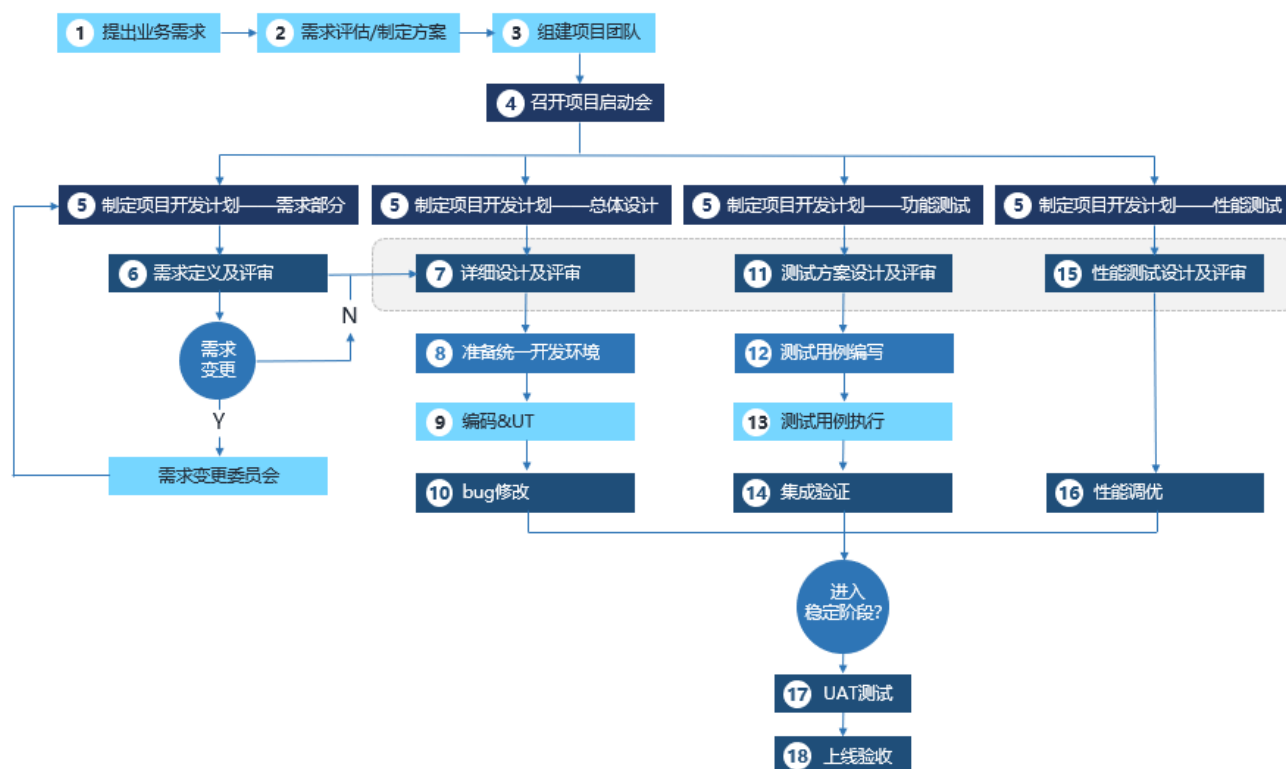 1 提出业务需求
2 需求评估/制定方案
3 组建项目团队
4 召开项目启动会
5 制定项目开发计划——需求部分
5 制定项目开发计划——总体设计
5 制定项目开发计划——功能测试
5 制定项目开发计划——性能测试
6 需求定义及评审
7 详细设计及评审
11 测试方案设计及评审
15 性能测试设计及评审
N
需求
变更
8 准备统一开发环境
12 测试用例编写
Y
9 编码&UT
13 测试用例执行
需求变更委员会
10 bug修改
14 集成验证
16 性能调优
进入
稳定阶段?
17 UAT测试
18 上线验收